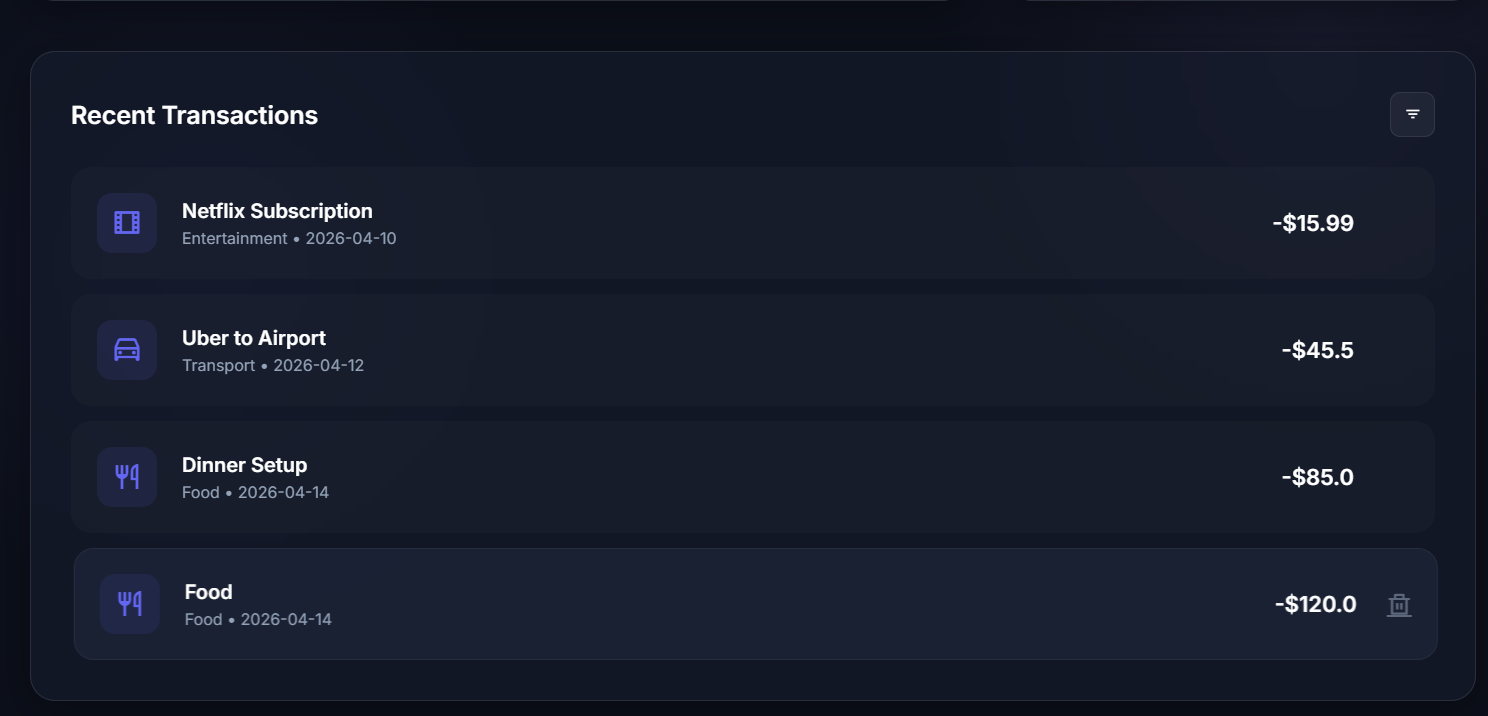 Recent Transactions
Netflix Subscription
Entertainment • 2026-04-10
-$15.99
Uber to Airport
Transport • 2026-04-12
-$45.5
Dinner Setup
Food • 2026-04-14
-$85.0
Food
Food • 2026-04-14
-$120.0